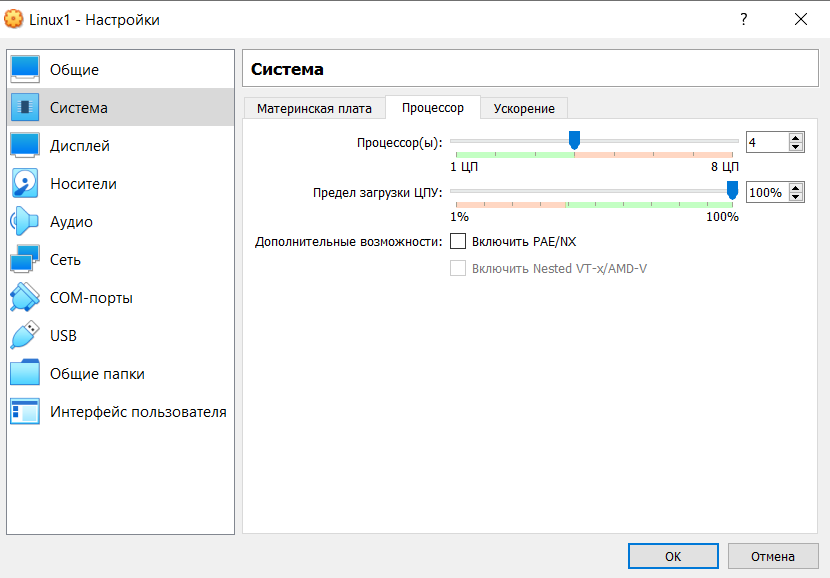 Linux1 - Настройки
?
Общие
Система
Дисплей
Носители
Аудио
Сеть
COM-порты
USB
Общие папки
Интерфейс пользователя
Система
Материнская плата Процессор Ускорение
Процессор(ы): 4
1 ЦП 8 ЦП
Предел загрузки ЦПУ: 100%
1% 100%
Дополнительные возможности: Включить PAE/NX
Включить Nested VT-x/AMD-V
OK Отмена